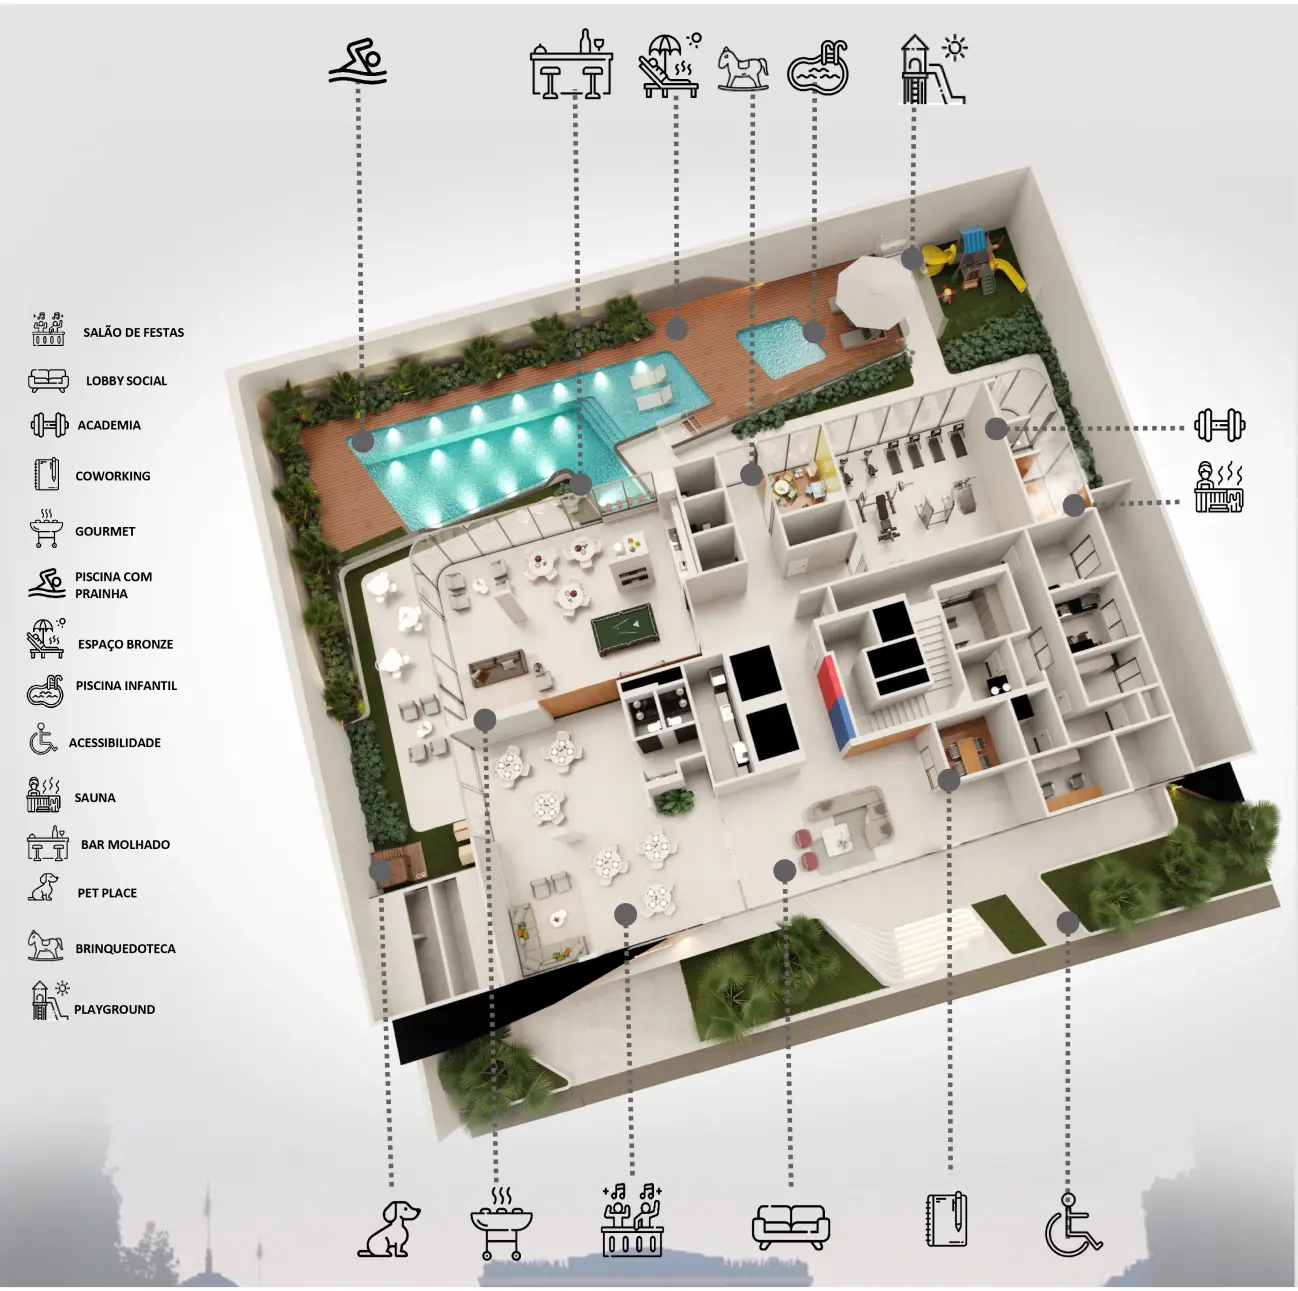 SALÃO DE FESTAS
LOBBY SOCIAL
ACADEMIA
COWORKING
GOURMET
PISCINA COM
PRAINHA
ESPAÇO BRONZE
PISCINA INFANTIL
ACESSIBILIDADE
SAUNA
BAR MOLHADO
PET PLACE
BRINQUEDOTECA
PLAYGROUND